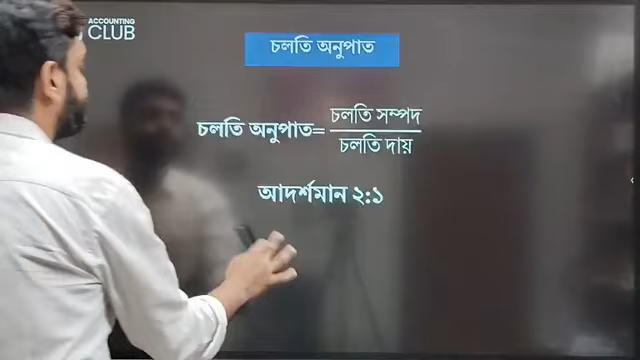 ACCOUNTING
CLUB
চলতি অনুপাত
চলতি অনুপাত= চলতি সম্পদ
চলতি দায়
আদর্শমান ২:১